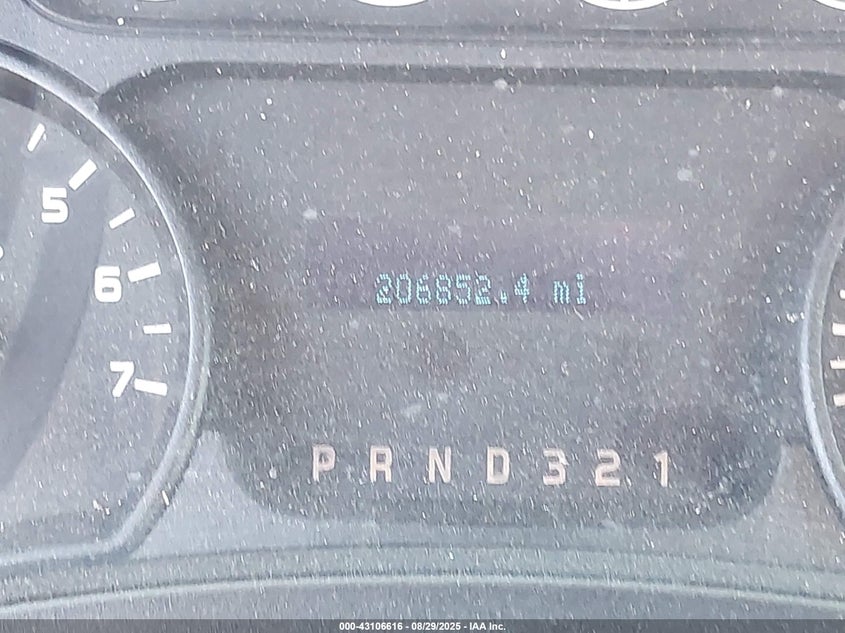 5
6
7
206852.4 mi
P R N D 3 2 1
000-43106616 - 08/29/2025 - IAA Inc.